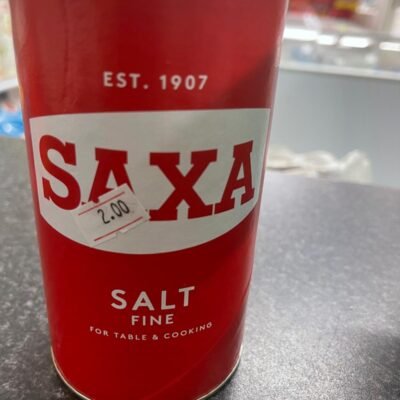 EST. 1907
SAXA
2.00
SALT
FINE
FOR TABLE & COOKING